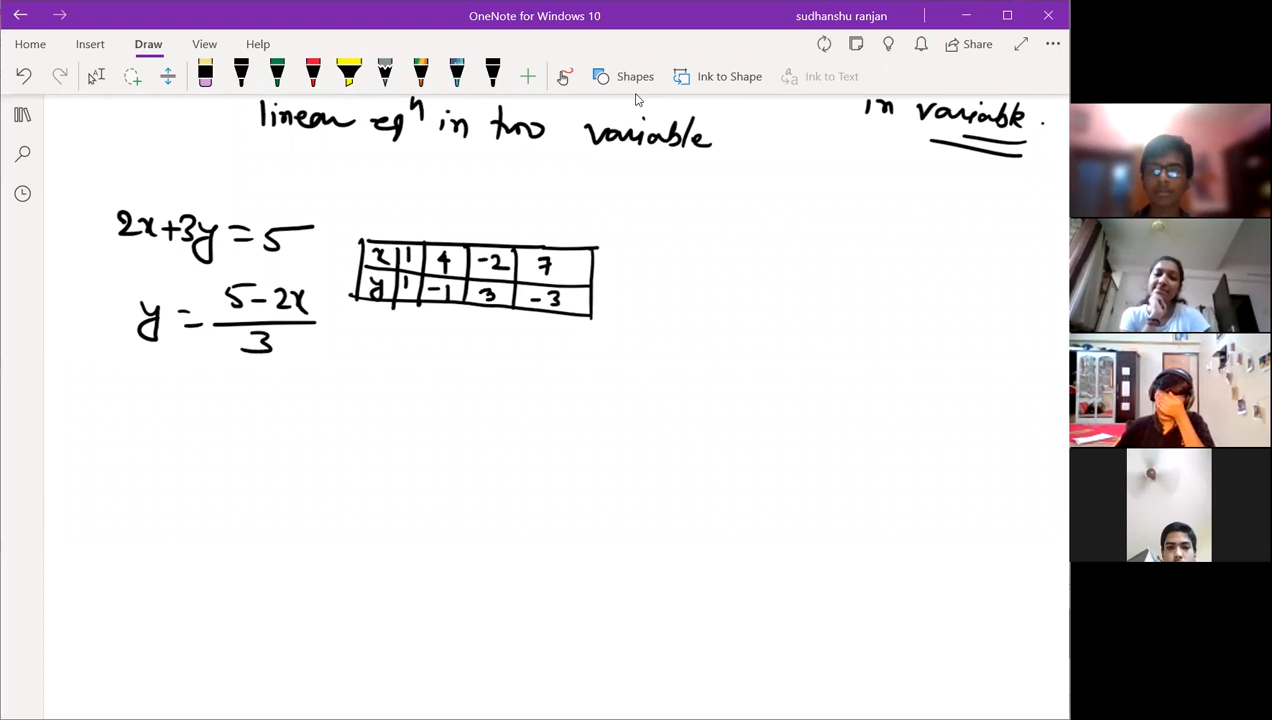 OneNote for Windows 10
sudhanshu ranjan
Home Insert Draw View Help
Share
Shapes Ink to Shape Ink to Text
linear eqⁿ in two variable
in variable.
2x+3y=5
y = 5-2x / 3
x 1 4 -2 7
y 1 -1 3 -3